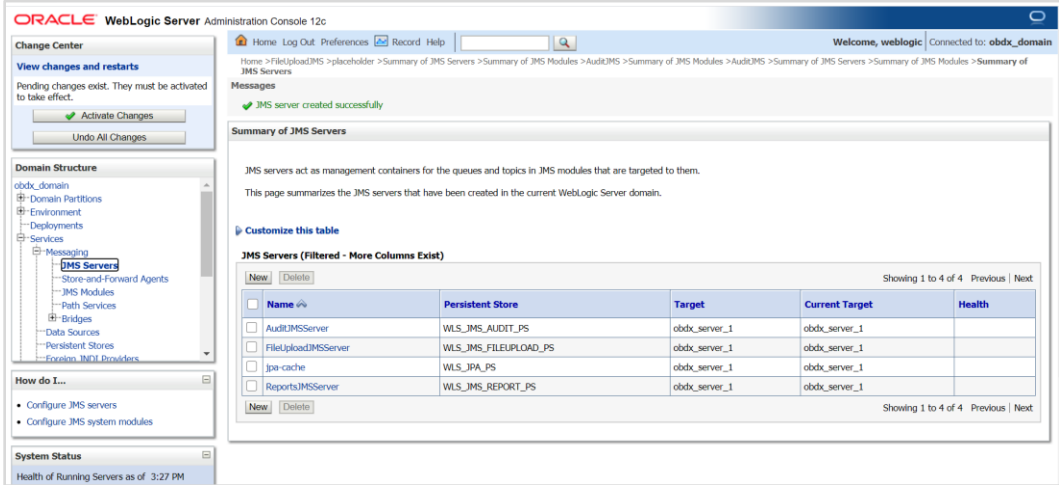 ORACLE WebLogic Server Administration Console 12c
Change Center
View changes and restarts
Pending changes exist. They must be activated
to take effect.
Activate Changes
Undo All Changes
Domain Structure
obdx_domain
Domain Partitions
Environment
Deployments
Services
Messaging
JMS Servers
Store-and-Forward Agents
JMS Modules
Path Services
Bridges
Data Sources
Persistent Stores
Foreign JNDI Providers
How do I...
Configure JMS servers
Configure JMS system modules
System Status
Health of Running Servers as of 3:27 PM
Home Log Out Preferences Record Help
Welcome, weblogic Connected to: obdx_domain
Home >FileUploadJMS >placeholder >Summary of JMS Servers >Summary of JMS Modules >AuditJMS >Summary of JMS Modules >AuditJMS >Summary of JMS Servers >Summary of JMS Modules >Summary of
JMS Servers
Messages
JMS server created successfully
Summary of JMS Servers
JMS servers act as management containers for the queues and topics in JMS modules that are targeted to them.
This page summarizes the JMS servers that have been created in the current WebLogic Server domain.
Customize this table
JMS Servers (Filtered - More Columns Exist)
New Delete Showing 1 to 4 of 4 Previous | Next
Name Persistent Store Target Current Target Health
AuditJMSServer WLS_JMS_AUDIT_PS obdx_server_1 obdx_server_1
FileUploadJMSServer WLS_JMS_FILEUPLOAD_PS obdx_server_1 obdx_server_1
jpa-cache WLS_JPA_PS obdx_server_1 obdx_server_1
ReportsJMSServer WLS_JMS_REPORT_PS obdx_server_1 obdx_server_1
New Delete Showing 1 to 4 of 4 Previous | Next